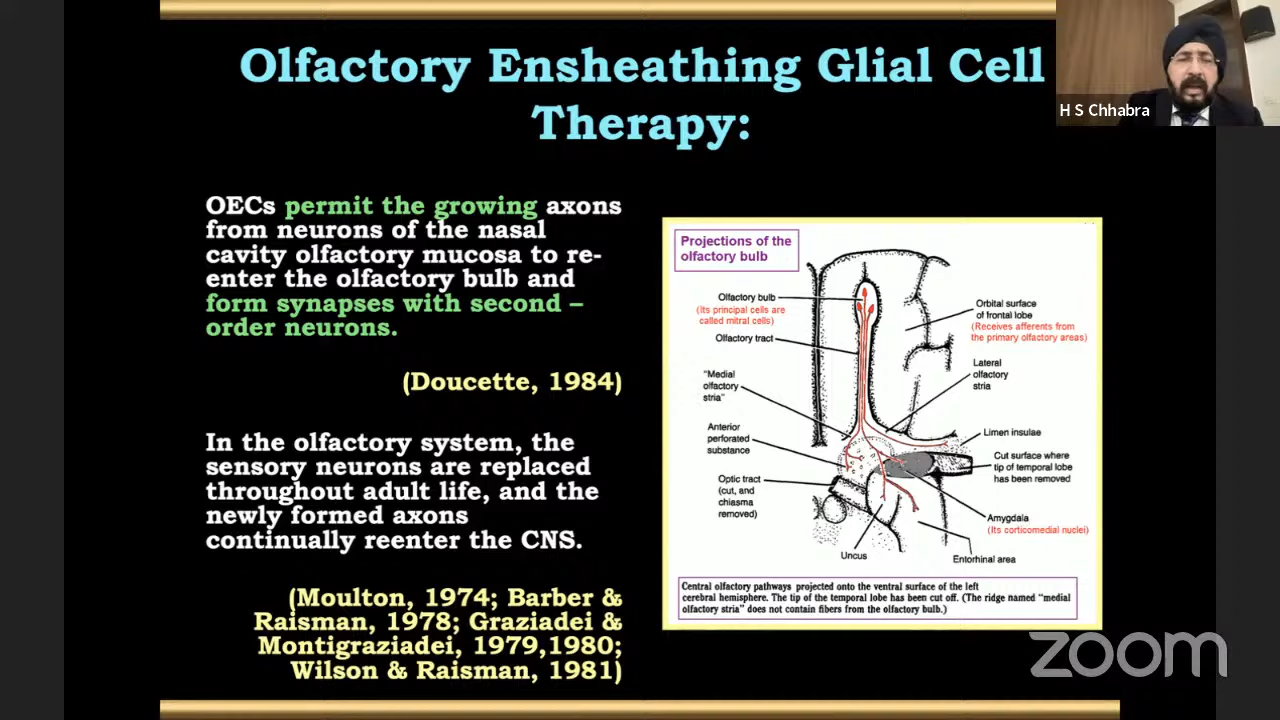 Olfactory Ensheathing Glial Cell
Therapy:
H S Chhabra
OECs permit the growing axons
from neurons of the nasal
cavity olfactory mucosa to re-
enter the olfactory bulb and
form synapses with second –
order neurons.
(Doucette, 1984)
In the olfactory system, the
sensory neurons are replaced
throughout adult life, and the
newly formed axons
continually reenter the CNS.
(Moulton, 1974; Barber &
Raisman, 1978; Graziadei &
Montigraziadei, 1979,1980;
Wilson & Raisman, 1981)
Projections of the
olfactory bulb
Olfactory bulb
(Its principal cells are
called mitral cells)
Olfactory tract
"Medial
olfactory
stria"
Anterior
perforated
substance
Optic tract
(cut, and
chiasma
removed)
Uncus
Orbital surface
of frontal lobe
(Receives afferents from
the primary olfactory areas)
Lateral
olfactory
stria
Limen insulae
Cut surface where
tip of temporal lobe
has been removed
Amygdala
(Its corticomedial nuclei)
Entorhinal area
Central olfactory pathways projected onto the ventral surface of the left
cerebral hemisphere. The tip of the temporal lobe has been cut off. (The ridge named "medial
olfactory stria" does not contain fibers from the olfactory bulb.)
zoom